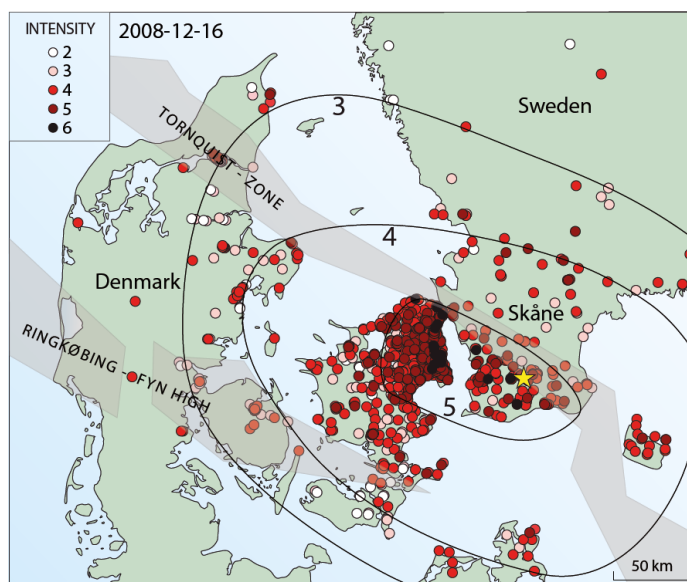 INTENSITY
2
3
4
5
6
2008-12-16
3
Sweden
TORNQUIST - ZONE
4
Denmark
Skåne
RINGKØBING - FYN HIGH
5
50 km